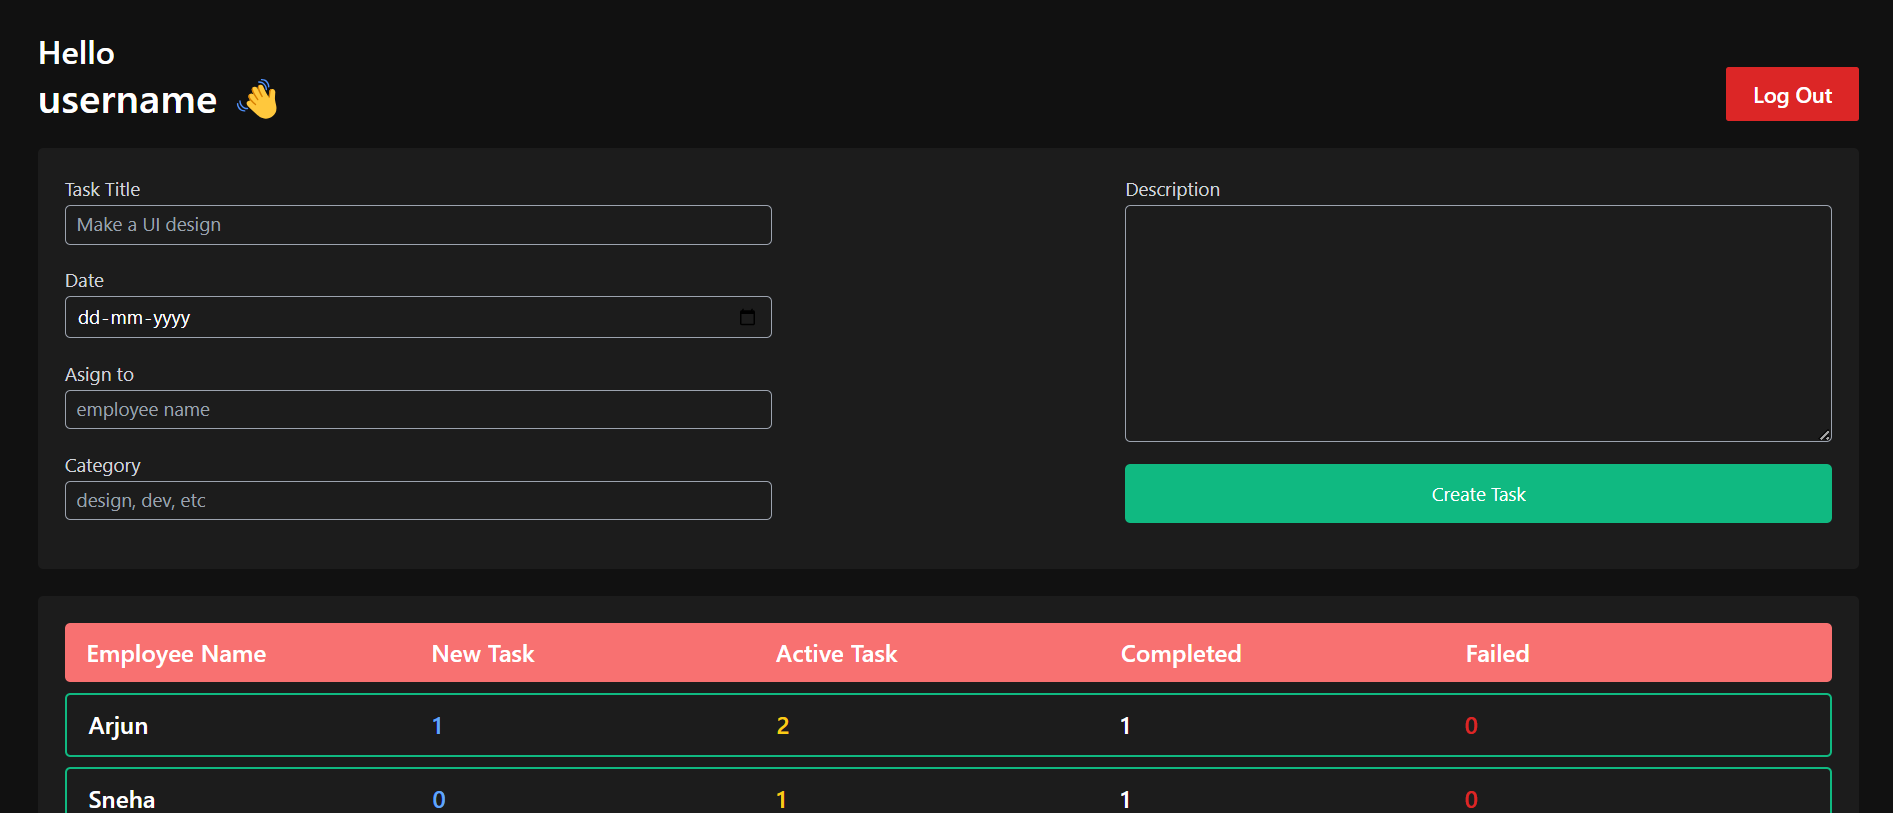 Hello
username 👋
Log Out
Task Title
Make a UI design
Date
dd-mm-yyyy
Asign to
employee name
Category
design, dev, etc
Description
Create Task
Employee Name New Task Active Task Completed Failed
Arjun 1 2 1 0
Sneha 0 1 1 0